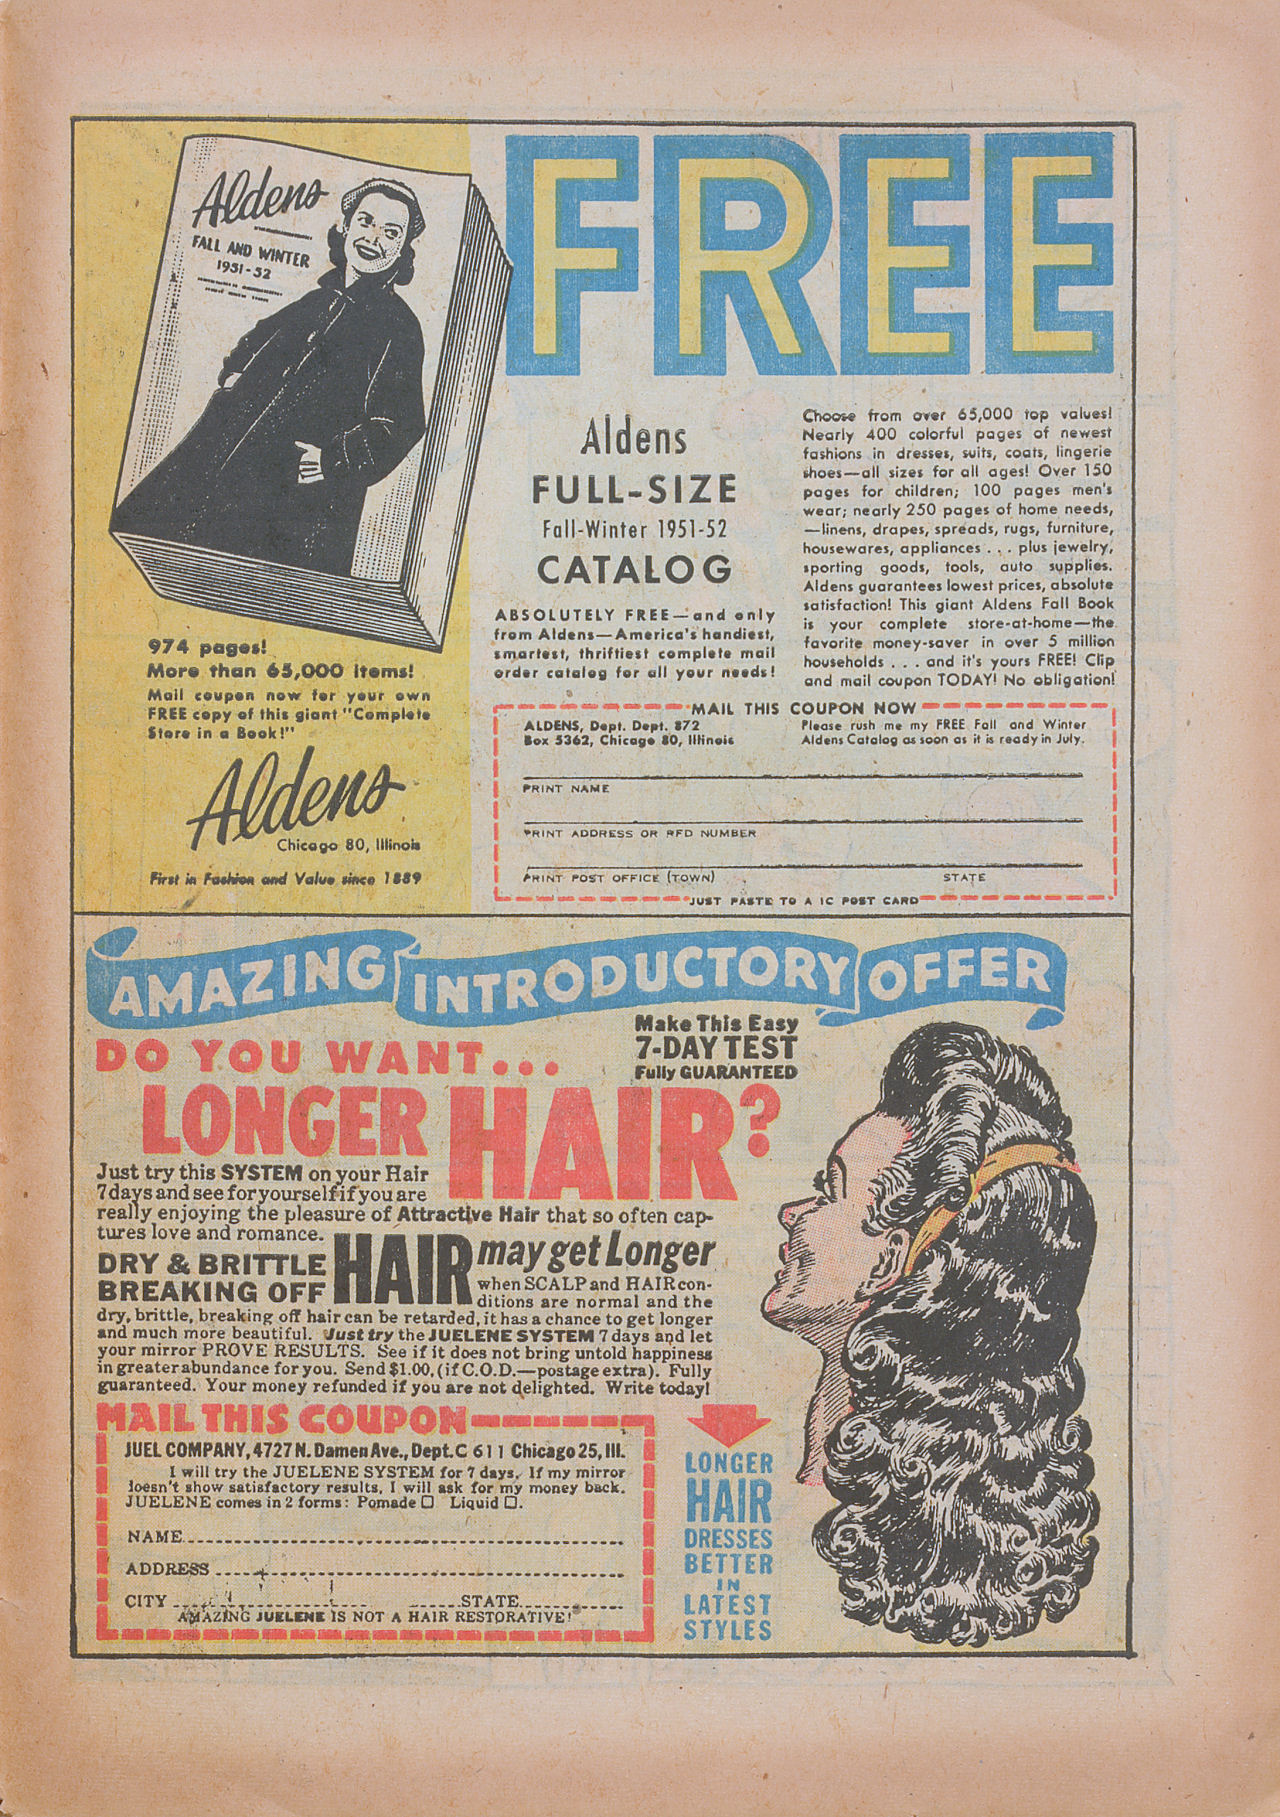 Aldens
FALL AND WINTER
1951-52
FREE
Aldens
FULL-SIZE
Fall-Winter 1951-52
CATALOG
ABSOLUTELY FREE—and only
from Aldens—America's handiest,
smartest, thriftiest complete mail
order catalog for all your needs!
Choose from over 65,000 top values!
Nearly 400 colorful pages of newest
fashions in dresses, suits, coats, lingerie
shoes—all sizes for all ages! Over 150
pages for children; 100 pages men's
wear; nearly 250 pages of home needs,
—linens, drapes, spreads, rugs, furniture,
housewares, appliances . . . plus jewelry,
sporting goods, tools, auto supplies.
Aldens guarantees lowest prices, absolute
satisfaction! This giant Aldens Fall Book
is your complete store-at-home—the
favorite money-saver in over 5 million
households . . . and it's yours FREE! Clip
and mail coupon TODAY! No obligation!
974 pages!
More than 65,000 items!
Mail coupon now for your own
FREE copy of this giant "Complete
Store in a Book!"
Aldens
Chicago 80, Illinois
First in Fashion and Value since 1889
MAIL THIS COUPON NOW
ALDENS, Dept. Dept. 872
Box 5362, Chicago 80, Illinois
Please rush me my FREE Fall and Winter
Aldens Catalog as soon as it is ready in July.
PRINT NAME
PRINT ADDRESS OR RFD NUMBER
PRINT POST OFFICE (TOWN) STATE
JUST PASTE TO A 1C POST CARD
AMAZING INTRODUCTORY OFFER
Make This Easy
7-DAY TEST
Fully GUARANTEED
DO YOU WANT...
LONGER HAIR?
Just try this SYSTEM on your Hair
7 days and see for yourself if you are
really enjoying the pleasure of Attractive Hair that so often cap-
tures love and romance.
DRY & BRITTLE
BREAKING OFF HAIR may get Longer
when SCALP and HAIR con-
ditions are normal and the
dry, brittle, breaking off hair can be retarded, it has a chance to get longer
and much more beautiful. Just try the JUELENE SYSTEM 7 days and let
your mirror PROVE RESULTS. See if it does not bring untold happiness
in greater abundance for you. Send $1.00, (if C.O.D.—postage extra). Fully
guaranteed. Your money refunded if you are not delighted. Write today!
MAIL THIS COUPON
JUEL COMPANY, 4727 N. Damen Ave., Dept. C 611 Chicago 25, Ill.
I will try the JUELENE SYSTEM for 7 days. If my mirror
doesn't show satisfactory results, I will ask for my money back.
JUELENE comes in 2 forms: Pomade ☐ Liquid ☐.
NAME
ADDRESS
CITY STATE
AMAZING JUELENE IS NOT A HAIR RESTORATIVE!
LONGER
HAIR
DRESSES
BETTER
IN
LATEST
STYLES